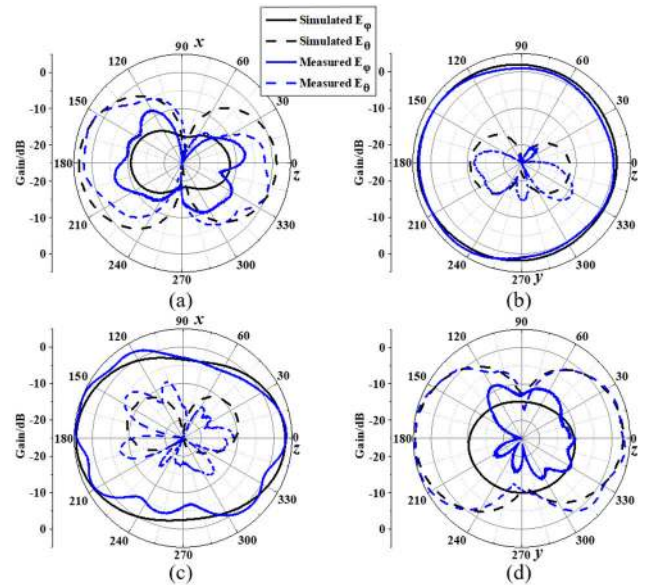 Simulated Eφ
Simulated Eθ
Measured Eφ
Measured Eθ
90 x
120 60
150 30
180 0
z
210 330
240 300
270
0
-10
-20
-20
-10
0
Gain/dB
(a)
90
120 60
150 30
180 0
z
210 330
240 300
270 y
0
-10
-20
-20
-10
0
Gain/dB
(b)
90 x
120 60
150 30
180 0
z
210 330
240 300
270
0
-10
-20
-20
-10
0
Gain/dB
(c)
90
120 60
150 30
180 0
z
210 330
240 300
270 y
0
-10
-20
-20
-10
0
Gain/dB
(d)